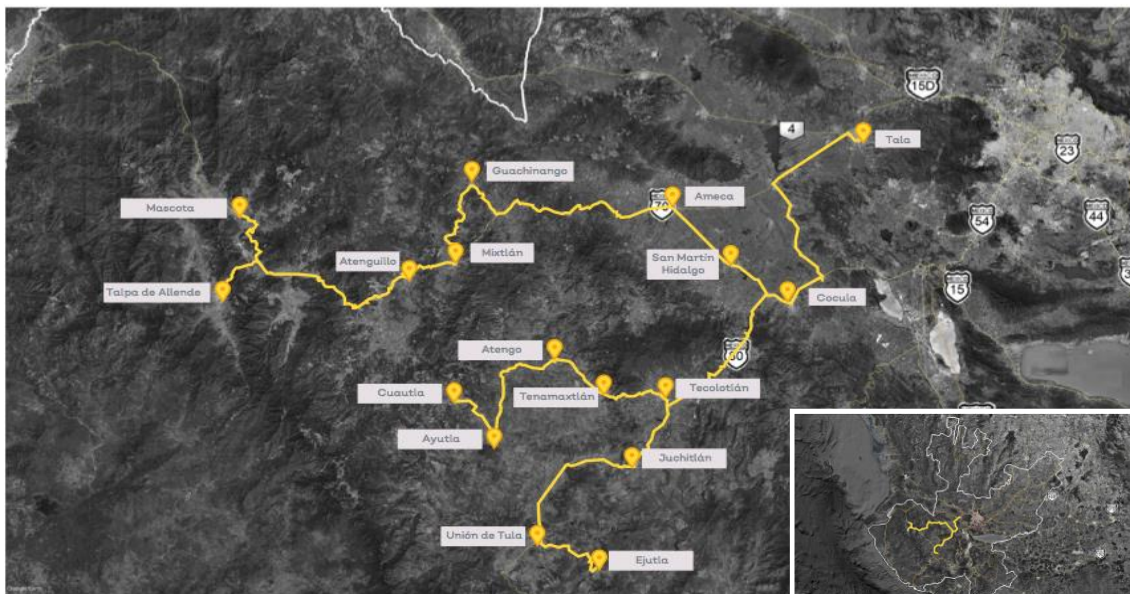 15D
4
Tala
23
Guachinango
Mascota
70
Ameca
54
44
Atenguillo
Mixtlán
San Martín
Hidalgo
Talpa de Allende
Cocula
15
Atengo
80
Cuautla
Tenamaxtlán
Tecolotlán
Ayutla
Juchitlán
Unión de Tula
Ejutla